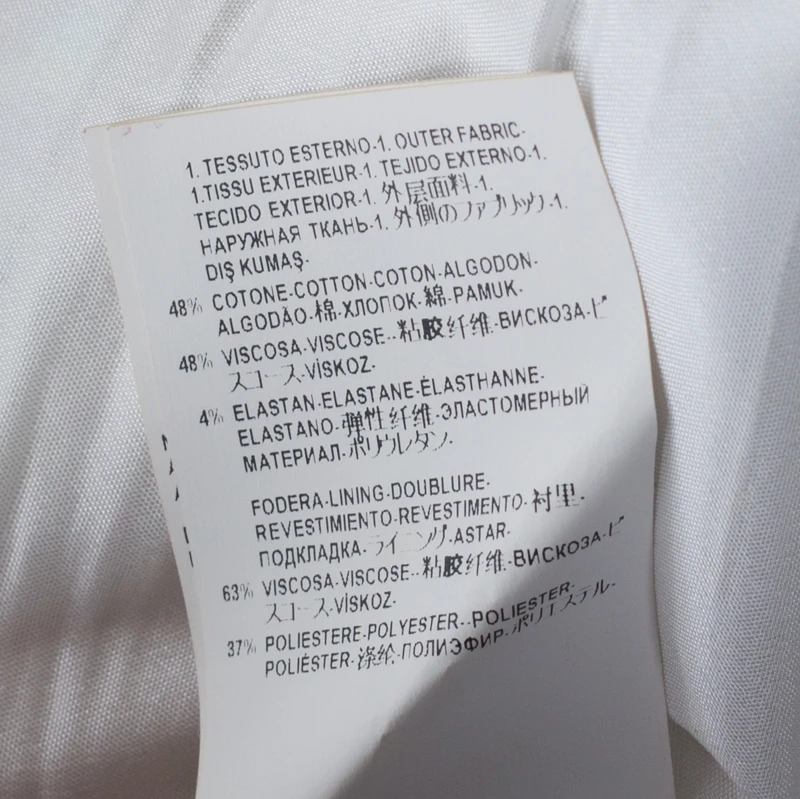 1. TESSUTO ESTERNO-1. OUTER FABRIC-
1.TISSU EXTERIEUR-1. TEJIDO EXTERNO-1.
TECIDO EXTERIOR-1. 外层面料-1.
НАРУЖНАЯ ТКАНЬ-1. 外側のファブリック-1.
DIŞ KUMAŞ-
48% COTONE-COTTON-COTON-ALGODON-
ALGODÃO-棉-ХЛОПОК-綿-PAMUK-
48% VISCOSA-VISCOSE--粘胶纤维-ВИСКОЗА-ビ
スコース-VİSKOZ-
4% ELASTAN-ELASTANE-ÉLASTHANNE-
ELASTANO-弹性纤维-ЭЛАСТОМЕРНЫЙ
МАТЕРИАЛ-ポリウレタン-
FODERA-LINING-DOUBLURE-
REVESTIMIENTO-REVESTIMENTO-衬里-
ПОДКЛАДКА-ライニング-ASTAR-
63% VISCOSA-VISCOSE--粘胶纤维-ВИСКОЗА-ビ
スコース-VİSKOZ-
37% POLIESTERE-POLYESTER--POLIESTER-
POLIÉSTER-涤纶-ПОЛИЭФИР-ポリエステル-